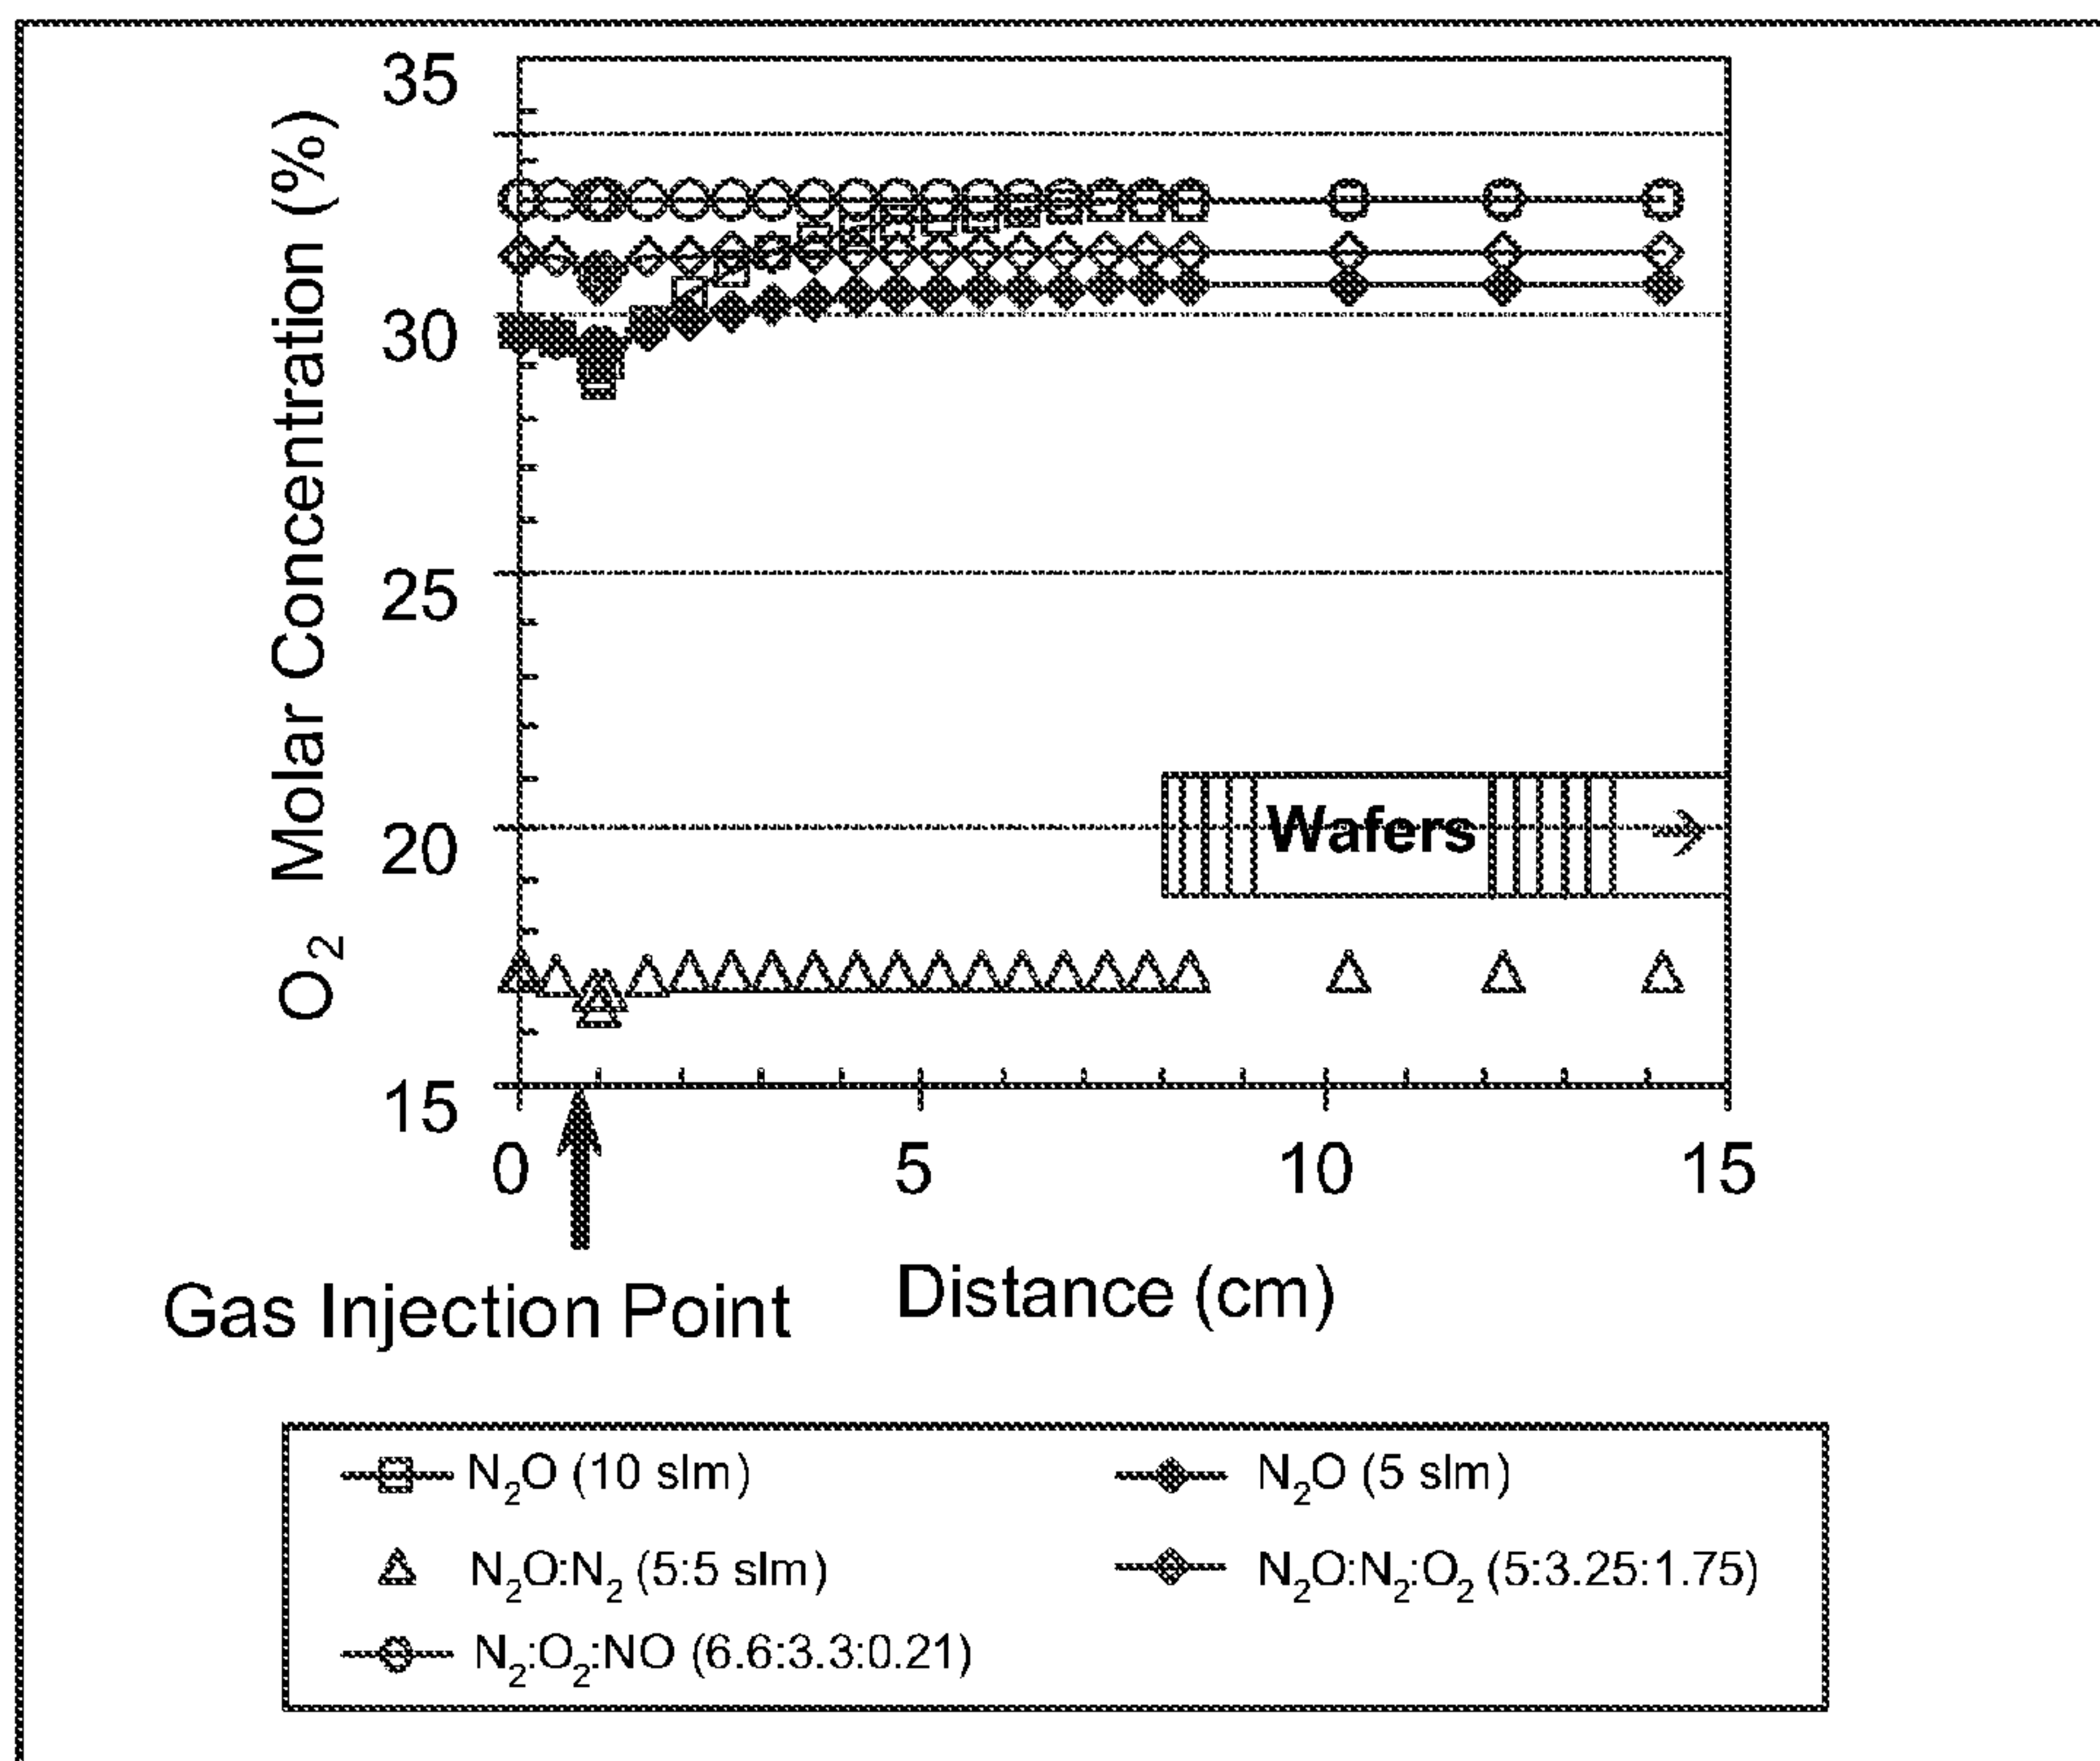 35
30
25
20
15
O₂ Molar Concentration (%)
Wafers
0 5 10 15
Gas Injection Point
Distance (cm)
N₂O (10 slm)
N₂O (5 slm)
N₂O:N₂ (5:5 slm)
N₂O:N₂:O₂ (5:3.25:1.75)
N₂:O₂:NO (6.6:3.3:0.21)